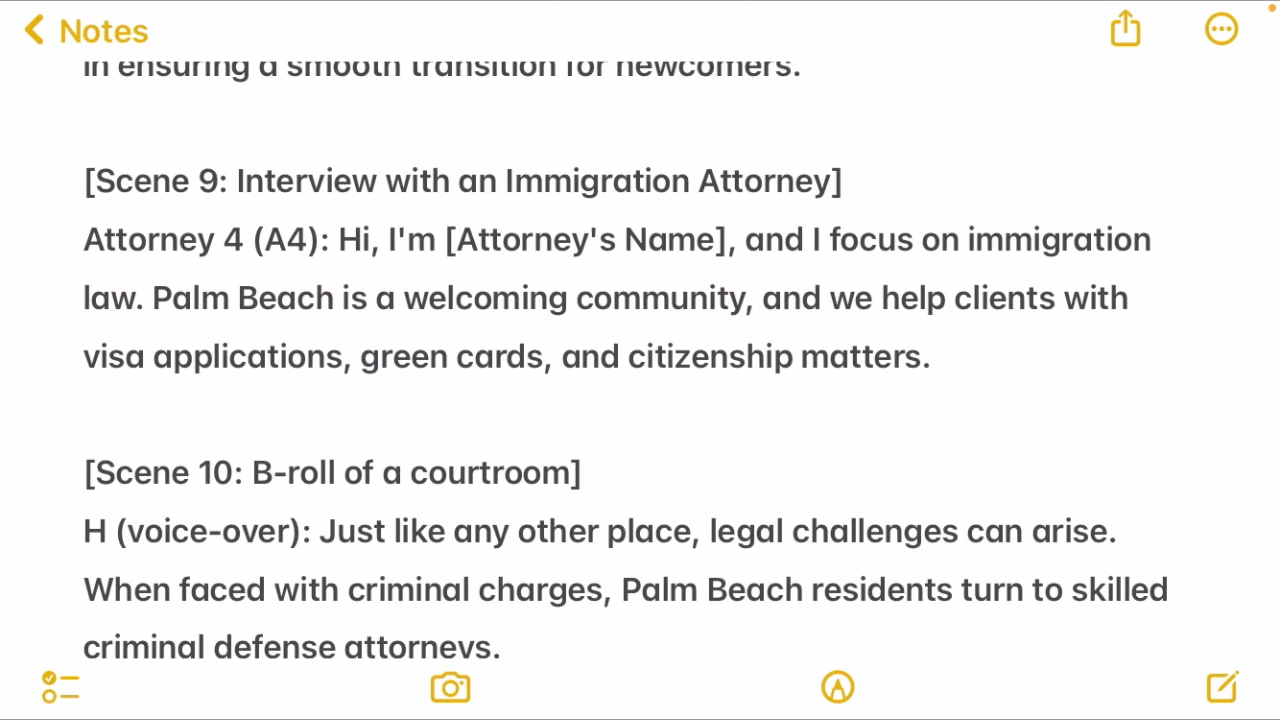 Notes
in ensuring a smooth transition for newcomers.
[Scene 9: Interview with an Immigration Attorney]
Attorney 4 (A4): Hi, I'm [Attorney's Name], and I focus on immigration
law. Palm Beach is a welcoming community, and we help clients with
visa applications, green cards, and citizenship matters.
[Scene 10: B-roll of a courtroom]
H (voice-over): Just like any other place, legal challenges can arise.
When faced with criminal charges, Palm Beach residents turn to skilled
criminal defense attorneys.